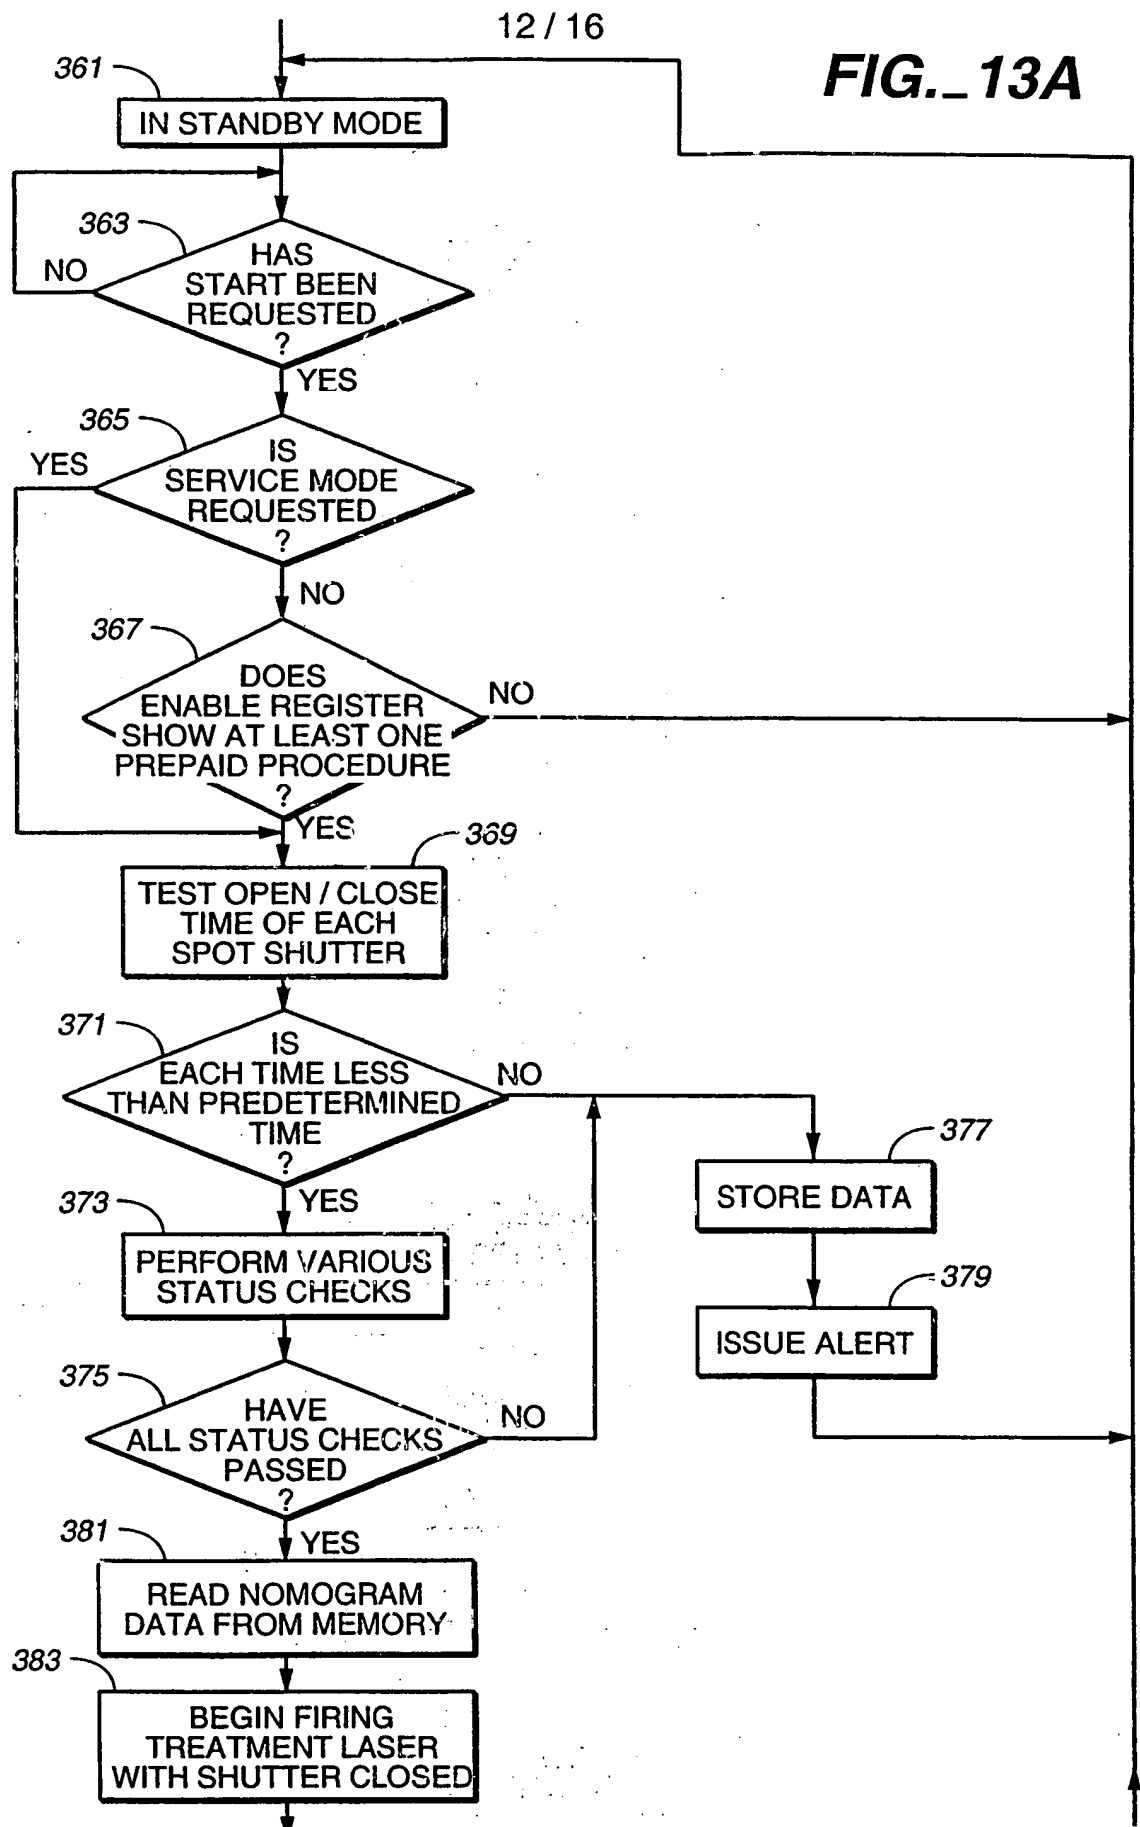 12 / 16
FIG._13A
361
IN STANDBY MODE
363
HAS
START BEEN
REQUESTED
?
NO
YES
365
IS
SERVICE MODE
REQUESTED
?
YES
NO
367
DOES
ENABLE REGISTER
SHOW AT LEAST ONE
PREPAID PROCEDURE
?
NO
YES
369
TEST OPEN / CLOSE
TIME OF EACH
SPOT SHUTTER
371
IS
EACH TIME LESS
THAN PREDETERMINED
TIME
?
NO
YES
377
STORE DATA
373
PERFORM VARIOUS
STATUS CHECKS
379
ISSUE ALERT
375
HAVE
ALL STATUS CHECKS
PASSED
?
NO
YES
381
READ NOMOGRAM
DATA FROM MEMORY
383
BEGIN FIRING
TREATMENT LASER
WITH SHUTTER CLOSED